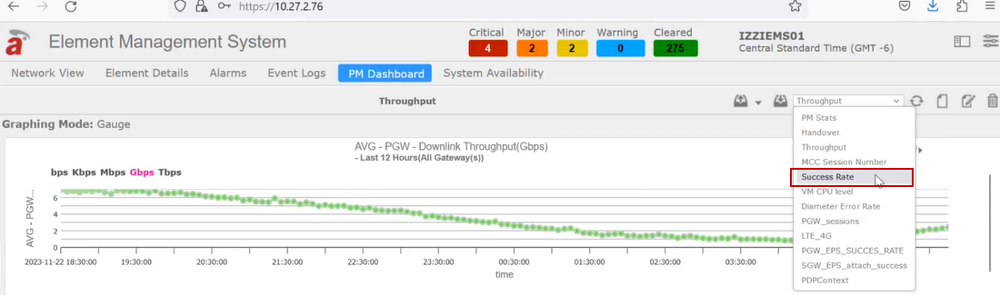 https://10.27.2.76
Element Management System
Critical Major Minor Warning Cleared
4 2 2 0 275
IZZIEMS01
Central Standard Time (GMT -6)
Network View Element Details Alarms Event Logs PM Dashboard System Availability
Throughput
Throughput
Graphing Mode: Gauge
PM Stats
Handover
Throughput
MCC Session Number
Success Rate
VM CPU level
Diameter Error Rate
PGW_sessions
LTE_4G
PGW_EPS_SUCCES_RATE
SGW_EPS_attach_success
PDPContext
AVG - PGW - Downlink Throughput(Gbps)
- Last 12 Hours(All Gateway(s))
bps Kbps Mbps Gbps Tbps
AVG - PGW...
6
4
2
0
2023-11-22 18:30:00 19:30:00 20:30:00 21:30:00 22:30:00 23:30:00 00:30:00 01:30:00 02:30:00 03:30:00
time